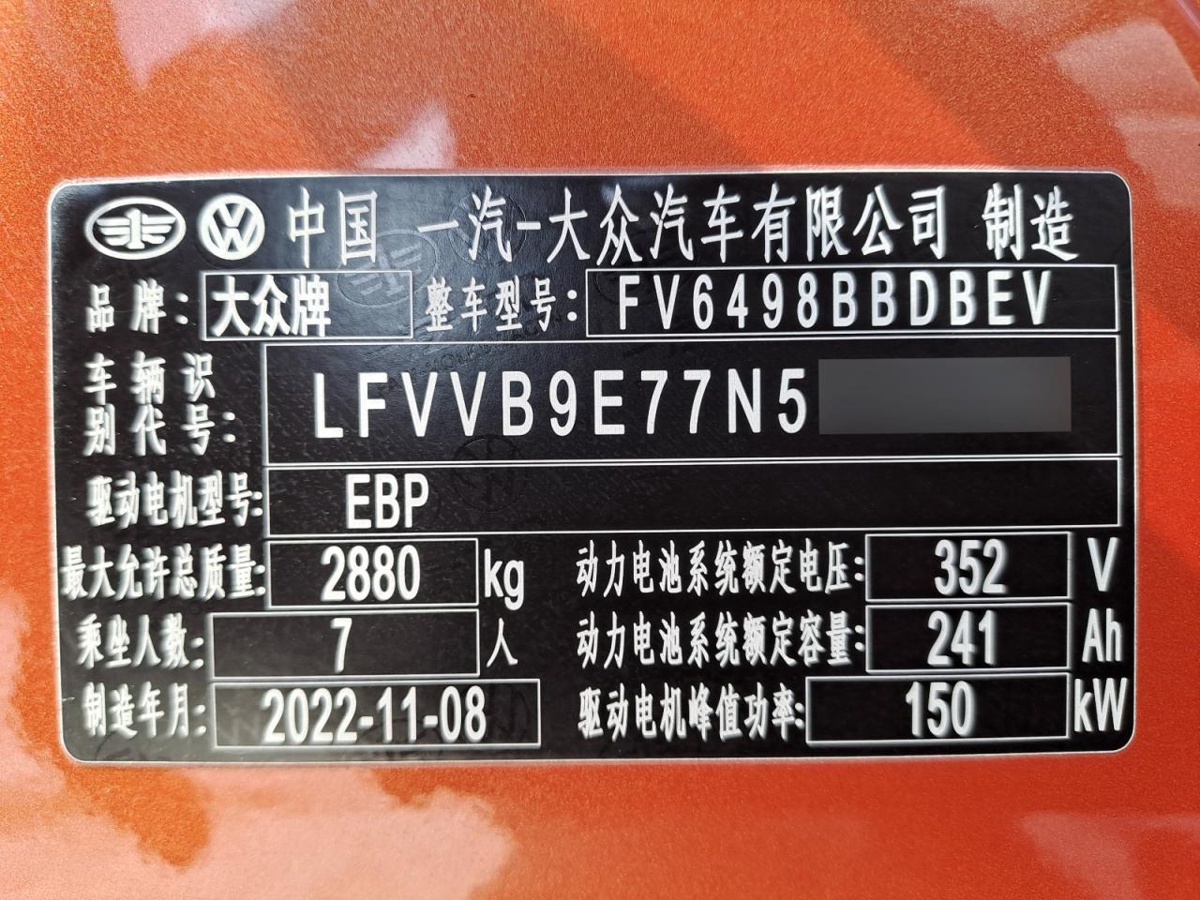 中国 一汽-大众汽车有限公司 制造
品牌: 大众牌 整车型号: FV6498BBDBEV
车辆识别代号: LFVVB9E77N5
驱动电机型号: EBP
最大允许总质量: 2880 kg 动力电池系统额定电压: 352 V
乘坐人数: 7 人 动力电池系统额定容量: 241 Ah
制造年月: 2022-11-08 驱动电机峰值功率: 150 kW